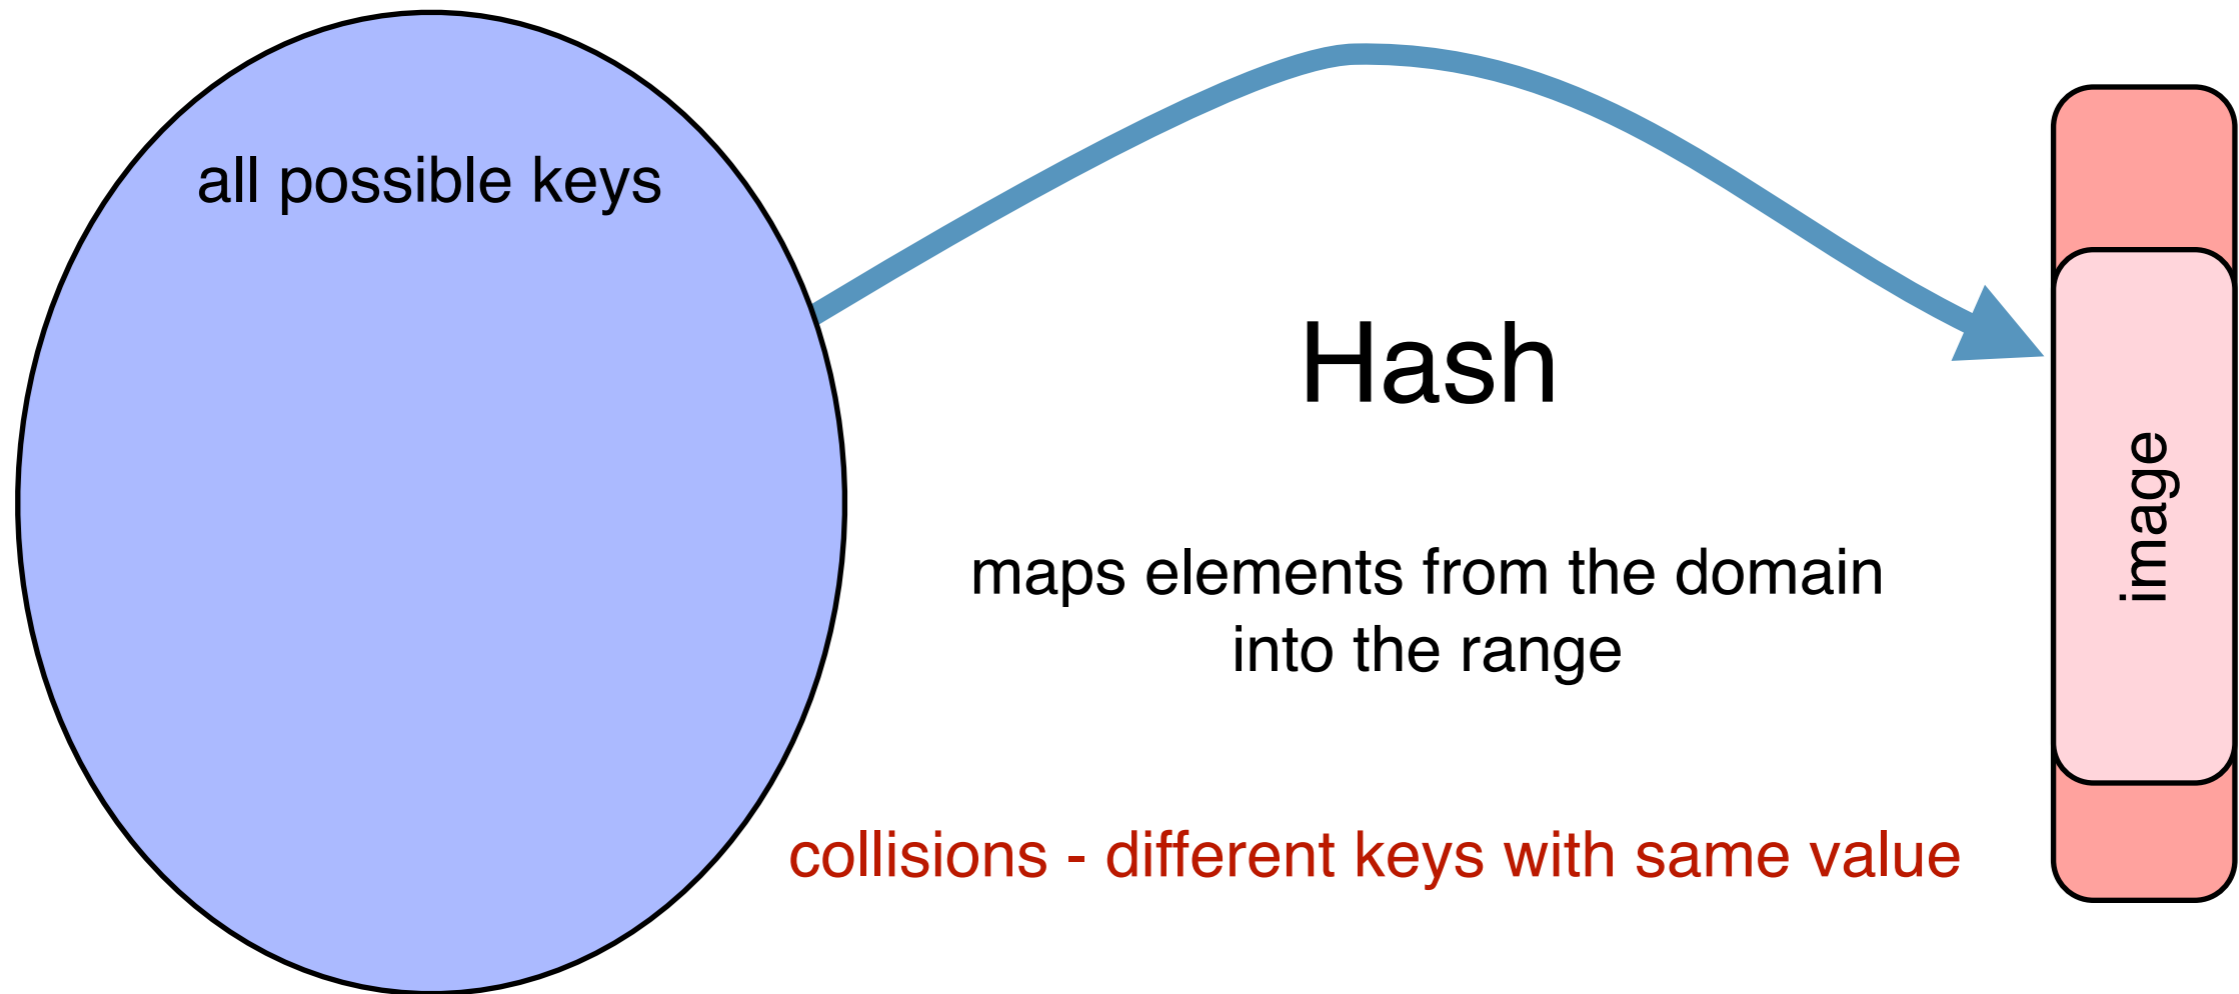 all possible keys
Hash
maps elements from the domain
into the range
image
collisions - different keys with same value